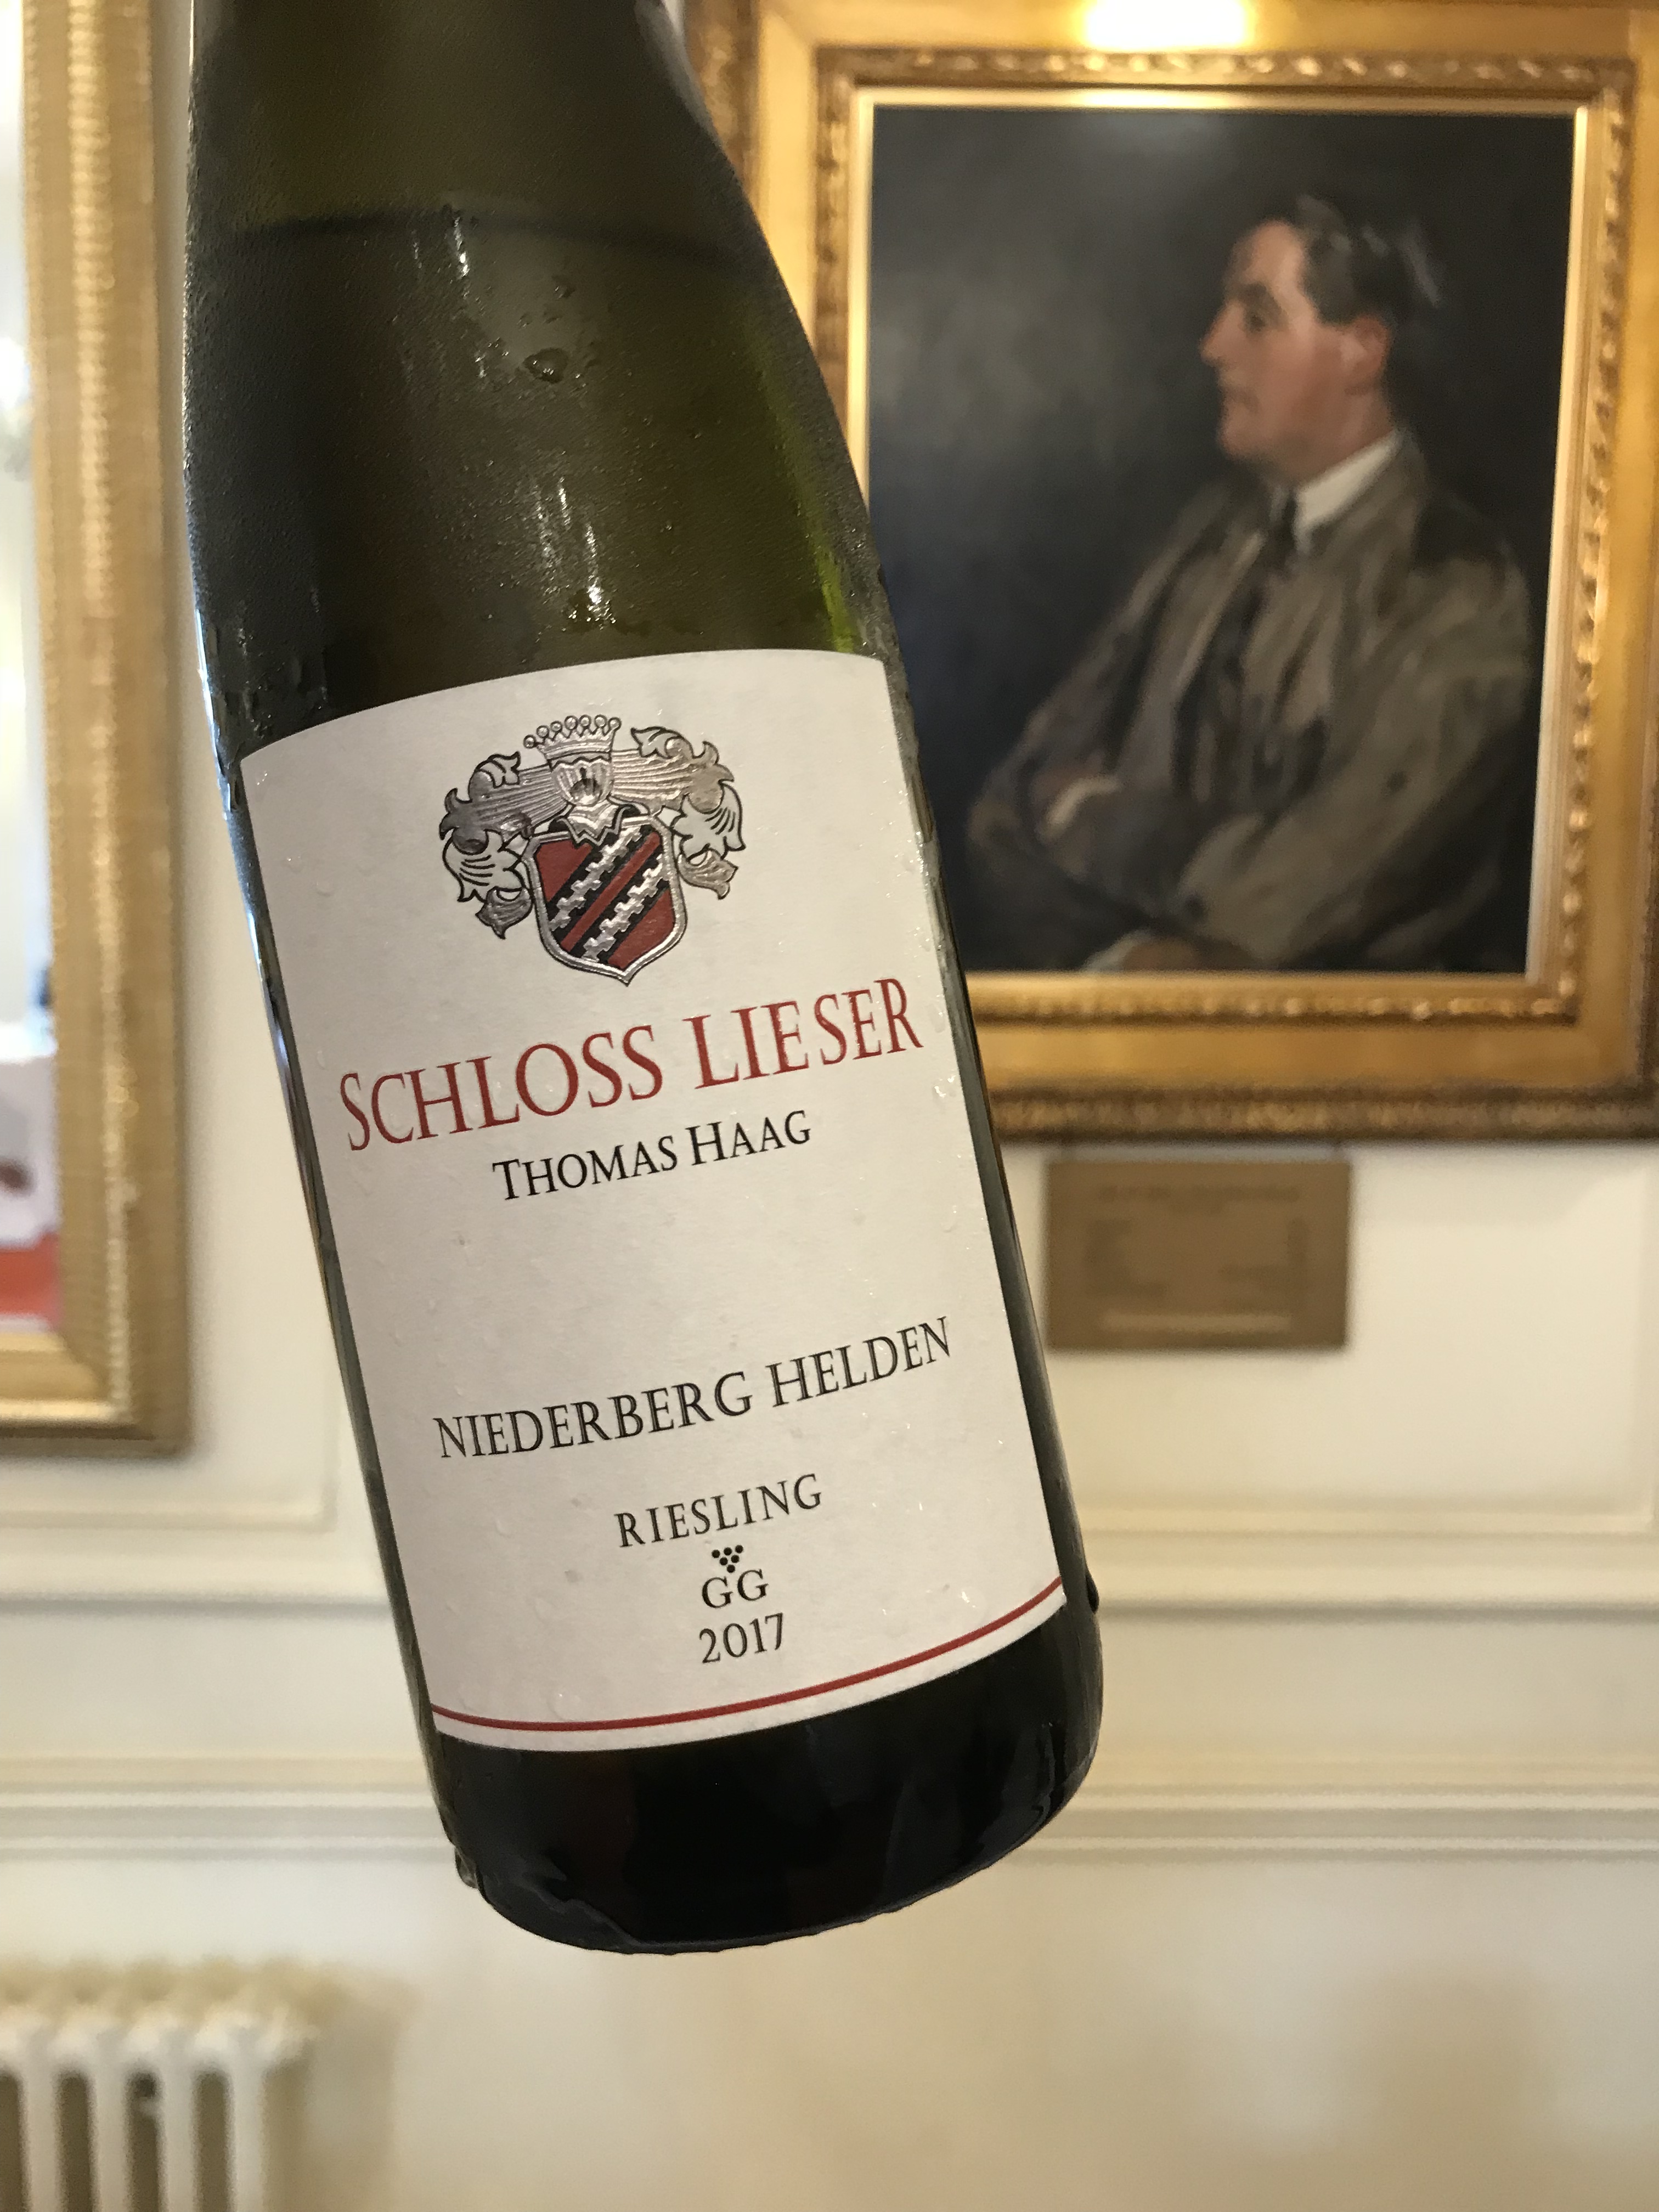 SCHLOSS LIESER
THOMAS HAAG
NIEDERBERG HELDEN
RIESLING
GG
2017